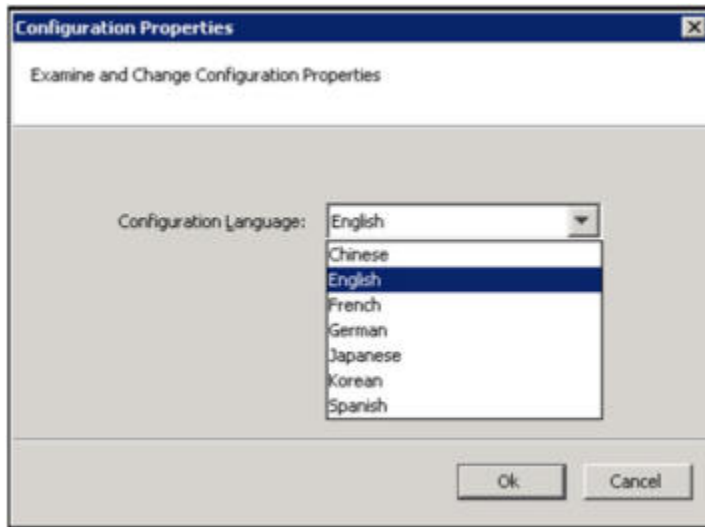 Configuration Properties
Examine and Change Configuration Properties
Configuration Language: English
Chinese
English
French
German
Japanese
Korean
Spanish
Ok Cancel